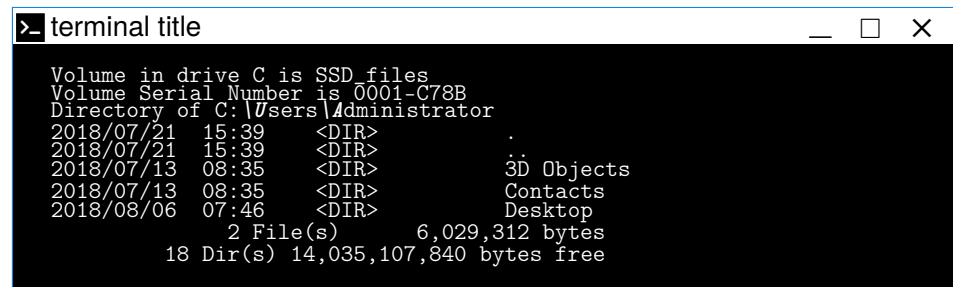 terminal title
Volume in drive C is SSD_files
Volume Serial Number is 0001-C78B
Directory of C:\Users\Administrator
2018/07/21  15:39    <DIR>          .
2018/07/21  15:39    <DIR>          ..
2018/07/13  08:35    <DIR>          3D Objects
2018/07/13  08:35    <DIR>          Contacts
2018/08/06  07:46    <DIR>          Desktop
2 File(s)      6,029,312 bytes
18 Dir(s) 14,035,107,840 bytes free